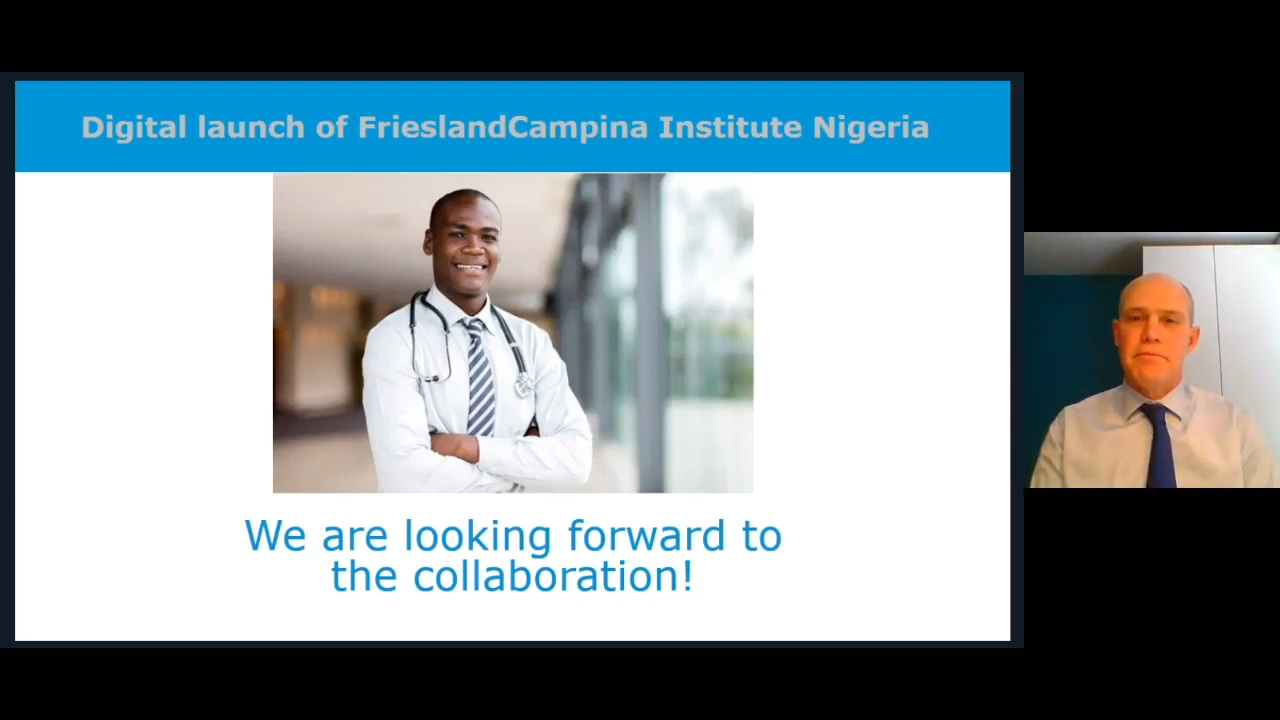 Digital launch of FrieslandCampina Institute Nigeria
We are looking forward to
the collaboration!